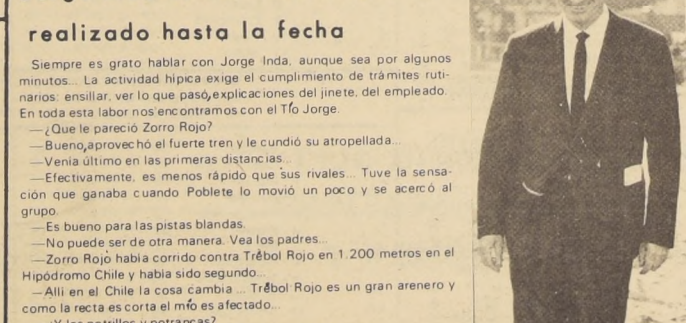 realizado hasta la fecha
Siempre es grato hablar con Jorge Inda, aunque sea por algunos
minutos... La actividad hípica exige el cumplimiento de trámites ruti-
narios: ensillar, ver lo que pasó, explicaciones del jinete, del empleado.
En toda esta labor nos encontramos con el Tío Jorge.
—¿Que le pareció Zorro Rojo?
—Bueno, aprovechó el fuerte tren y le cundió su atropellada...
—Venía último en las primeras distancias...
—Efectivamente, es menos rápido que sus rivales... Tuve la sensa-
ción que ganaba cuando Poblete lo movió un poco y se acercó al
grupo.
—Es bueno para las pistas blandas.
—No puede ser de otra manera. Vea los padres...
—Zorro Rojo había corrido contra Trébol Rojo en 1.200 metros en el
Hipódromo Chile y había sido segundo...
—Allí en el Chile la cosa cambia ... Trébol Rojo es un gran arenero y
como la recta es corta el mío es afectado...
¿Y los potrillos y potrancas?